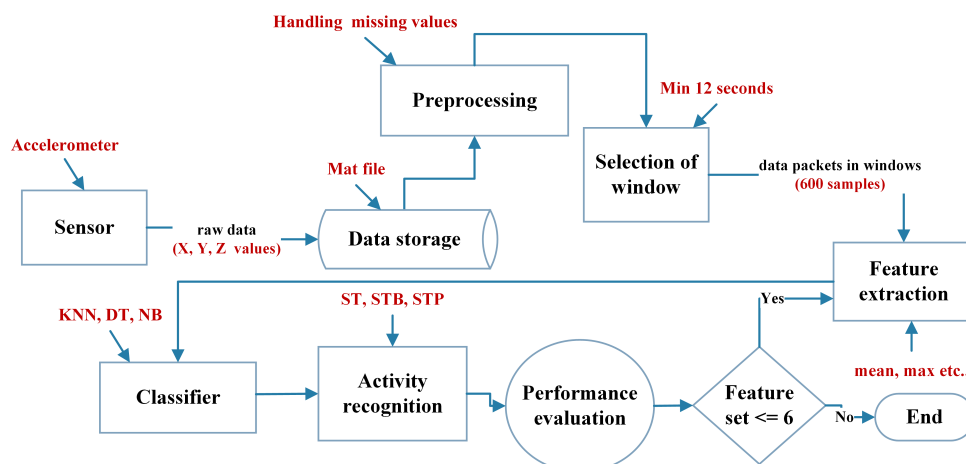 Handling missing values
Preprocessing
Min 12 seconds
Accelerometer
Mat file
Selection of
window
data packets in windows
(600 samples)
Sensor
raw data
(X, Y, Z values)
Data storage
Feature
extraction
Yes
KNN, DT, NB
ST, STB, STP
Classifier
Activity
recognition
Performance
evaluation
Feature
set <= 6
mean, max etc..
No
End